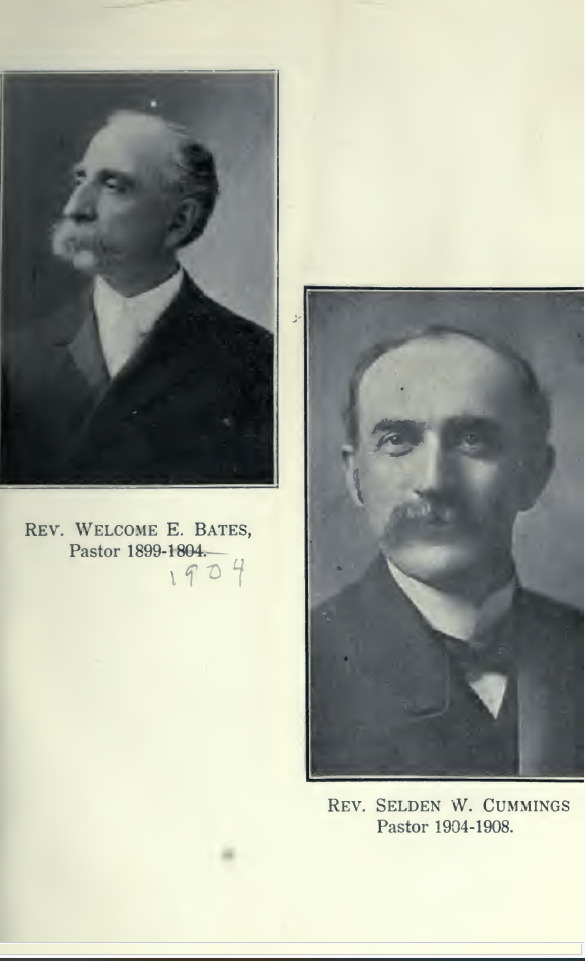 REV. WELCOME E. BATES,
Pastor 1899-1804.
1904
REV. SELDEN W. CUMMINGS
Pastor 1904-1908.